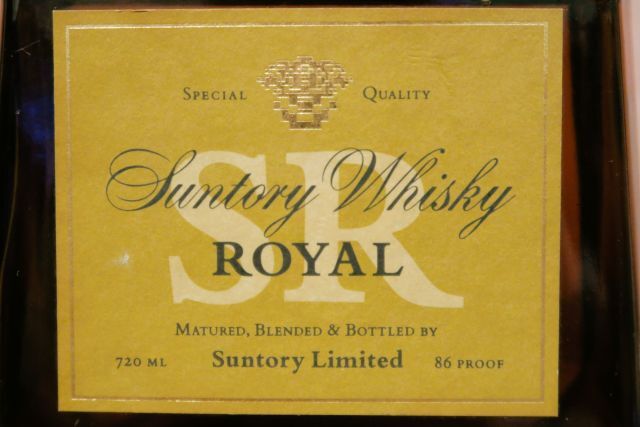 Special Quality
SR
Suntory Whisky
ROYAL
Matured, Blended & Bottled by
720 ML Suntory Limited 86 PROOF